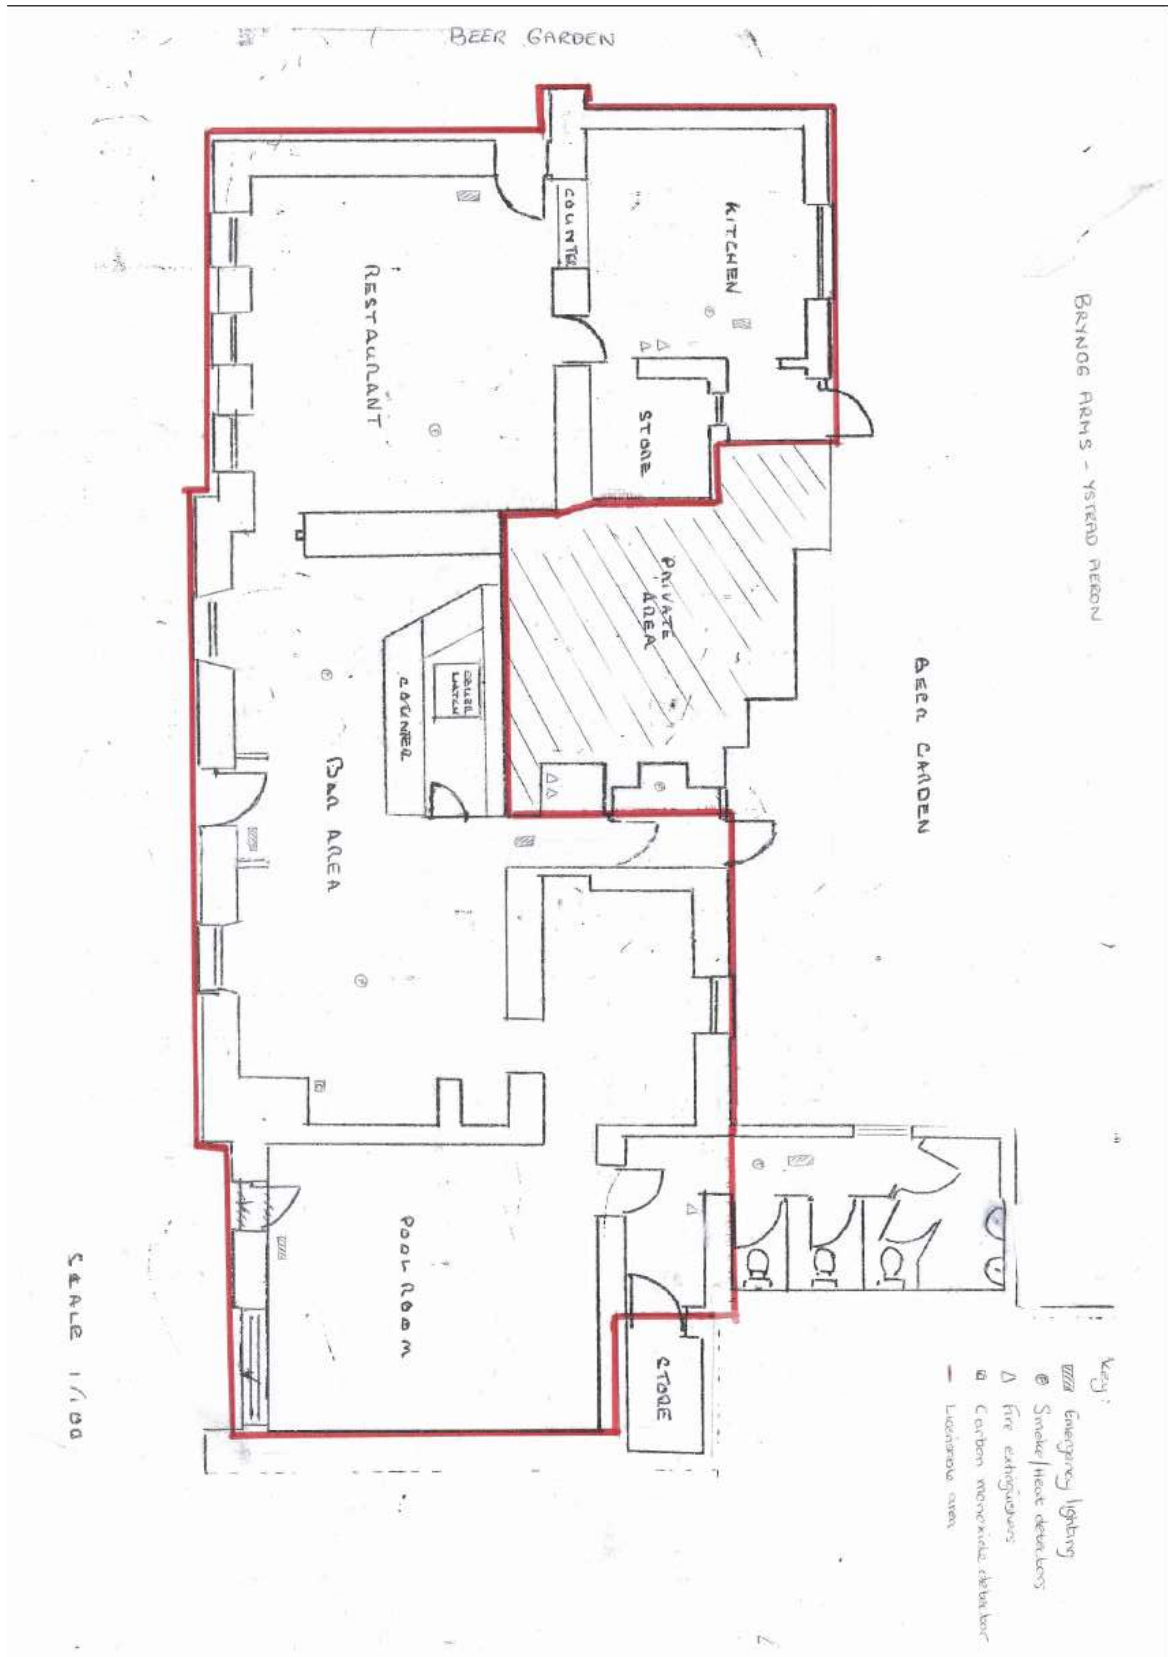 BEER GARDEN
BRYNOG ARMS - YSTRAD AERON
KITCHEN
COUNTER
RESTAURANT
STORE
PRIVATE
AREA
BEER GARDEN
COUNTER
BAR AREA
POOL ROOM
STORE
SCALE 1/100
Key:
Emergency lighting
Smoke/Heat detectors
Fire extinguishers
Carbon monoxide detector
Licensable area